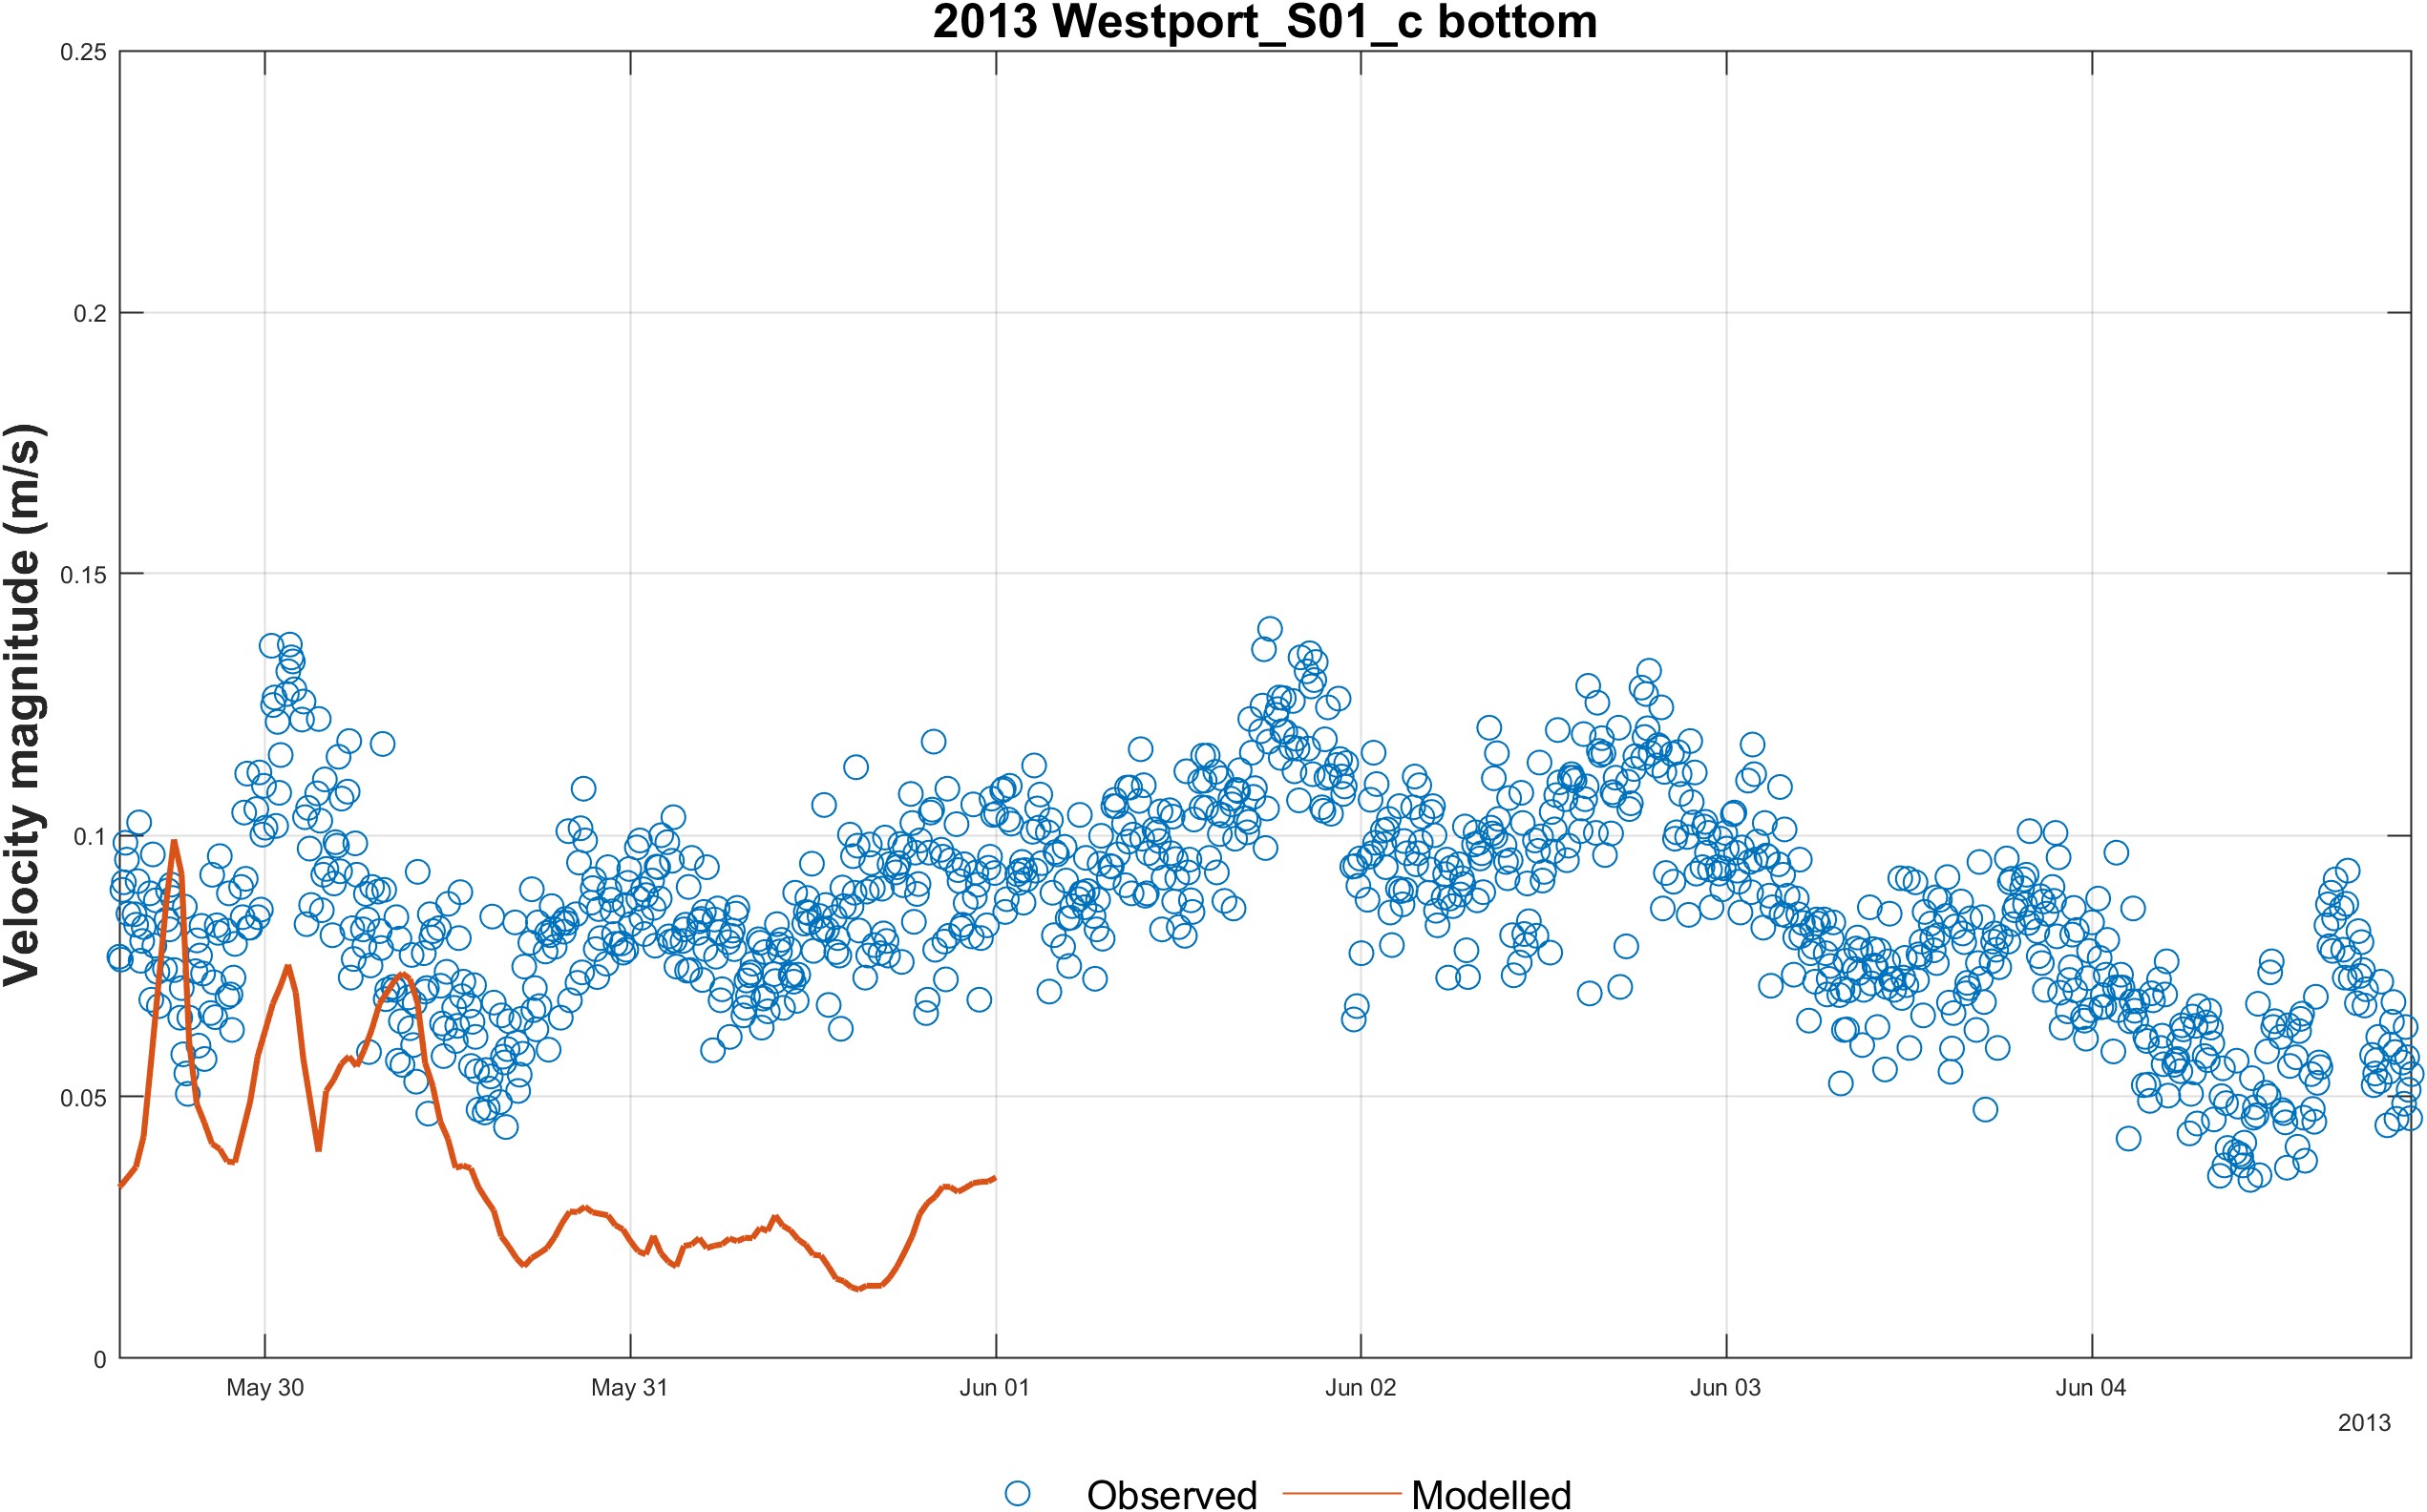 2013 Westport_S01_c bottom
Velocity magnitude (m/s)
0.25
0.2
0.15
0.1
0.05
0
May 30 May 31 Jun 01 Jun 02 Jun 03 Jun 04
2013
Observed Modelled